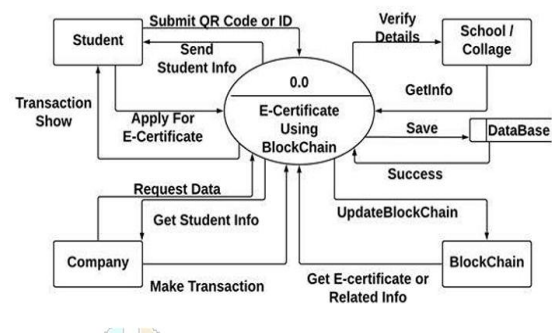 Submit QR Code or ID
Student
Send
Student Info
Verify
Details
School /
Collage
0.0
E-Certificate
Using
BlockChain
GetInfo
Transaction
Show
Apply For
E-Certificate
Save
DataBase
Success
Request Data
Get Student Info
UpdateBlockChain
Company
Make Transaction
BlockChain
Get E-certificate or
Related Info